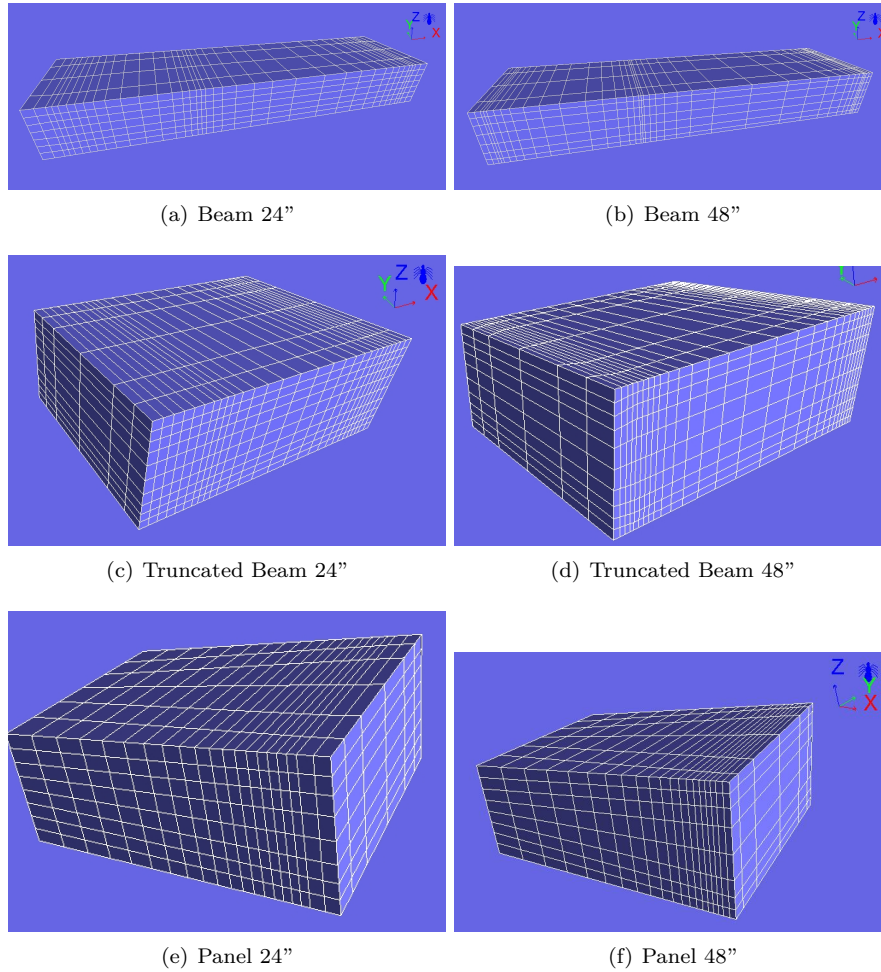 Z Y X
Z Y X
(a) Beam 24”
(b) Beam 48”
Z Y X
(c) Truncated Beam 24”
(d) Truncated Beam 48”
Z Y X
(e) Panel 24”
(f) Panel 48”